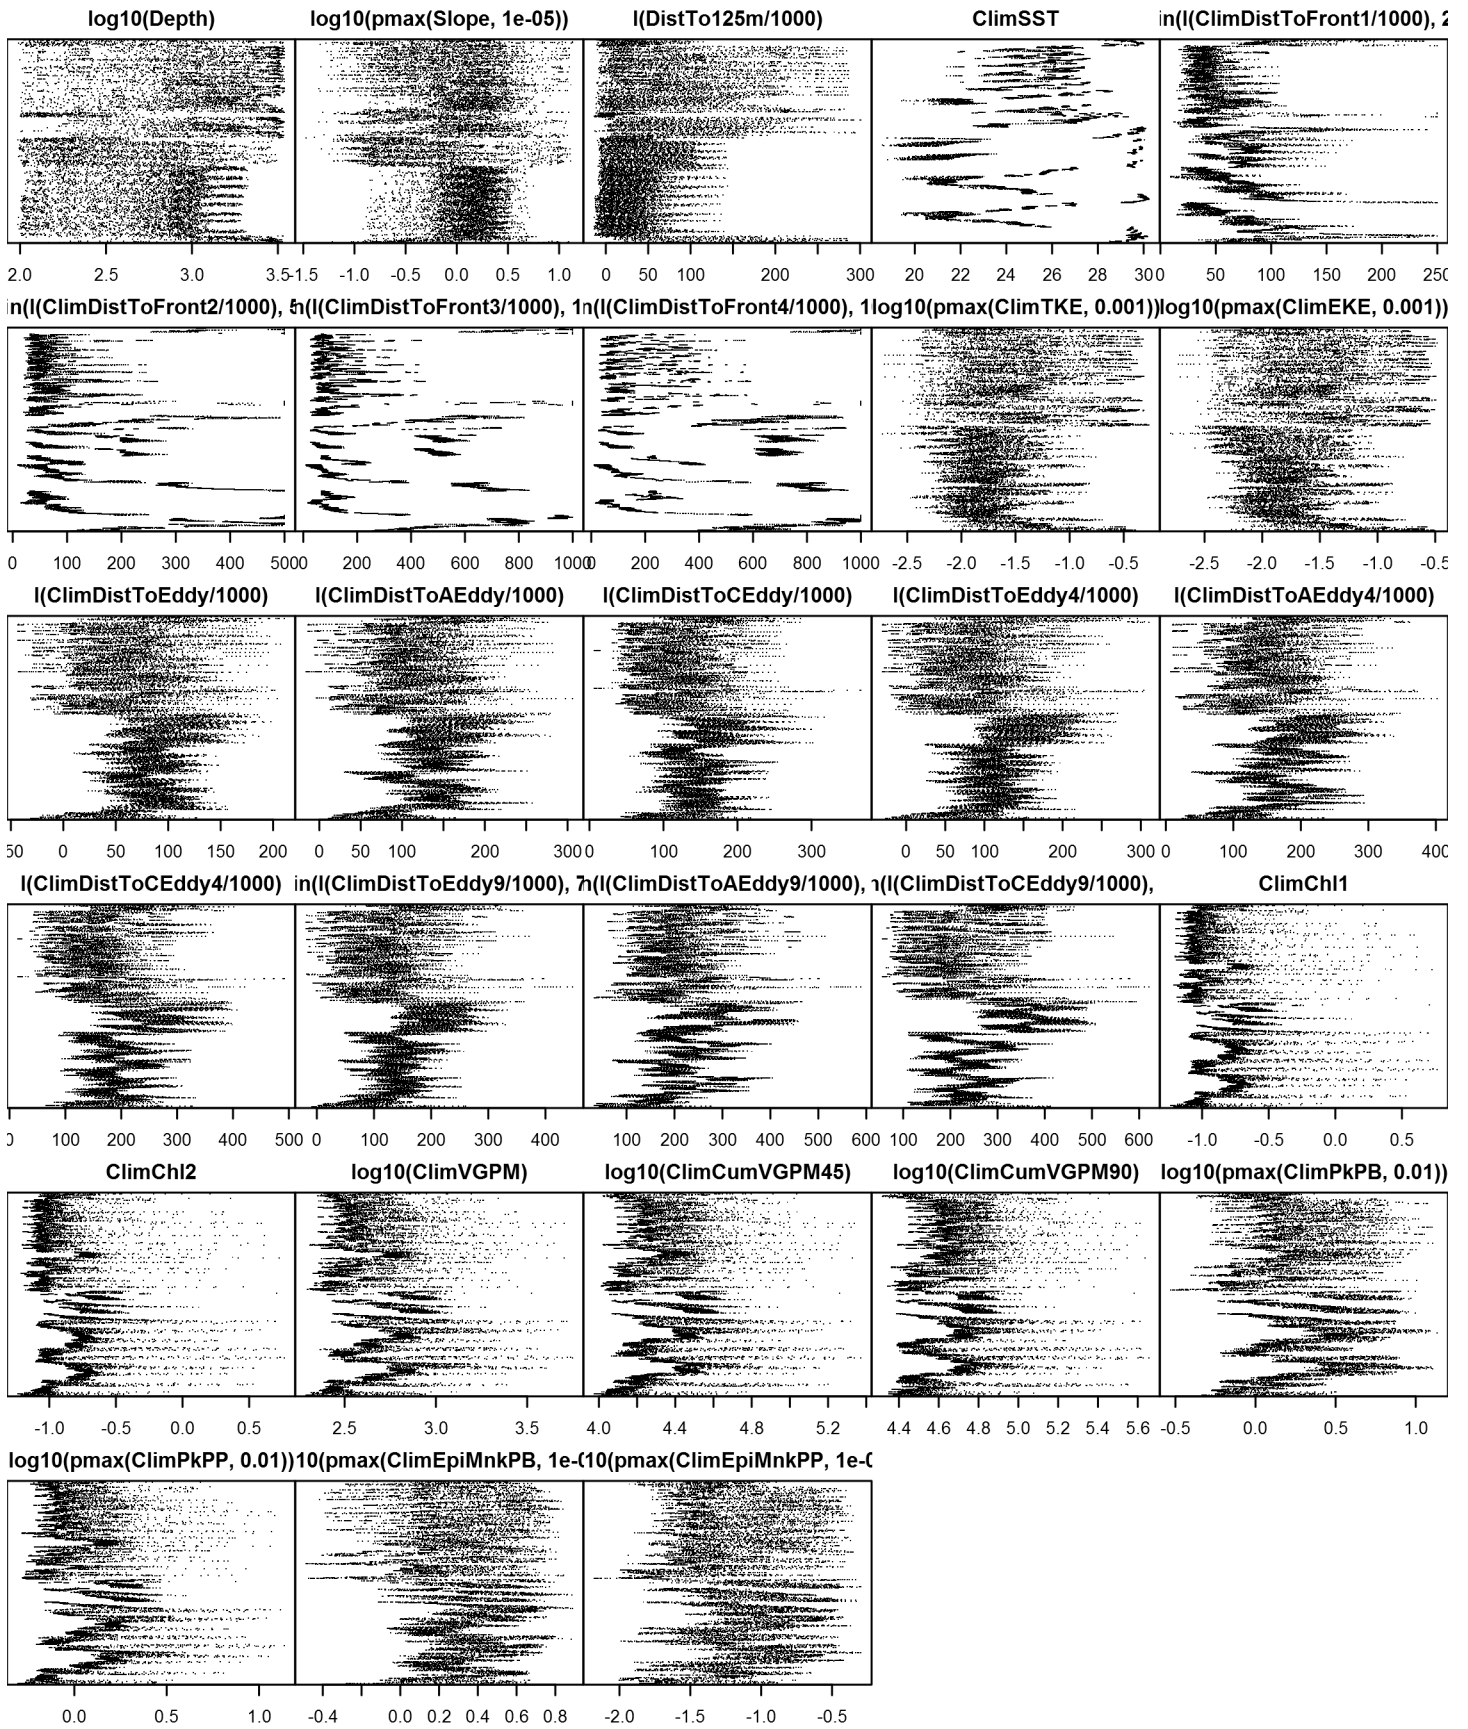 log10(Depth) log10(pmax(Slope, 1e-05)) I(DistTo125m/1000) ClimSST in(I(ClimDistToFront1/1000), 2
2.0 2.5 3.0 3.5 -1.5 -1.0 -0.5 0.0 0.5 1.0 0 50 100 150 200 300 20 22 24 26 28 30 0 50 100 150 200 250
in(I(ClimDistToFront2/1000), 5 n(I(ClimDistToFront3/1000), 1 n(I(ClimDistToFront4/1000), 1 log10(pmax(ClimTKE, 0.001)) log10(pmax(ClimEKE, 0.001))
0 100 200 300 400 500 0 200 400 600 800 1000 0 200 400 600 800 1000 -2.5 -2.0 -1.5 -1.0 -0.5 -2.5 -2.0 -1.5 -1.0 -0.5
I(ClimDistToEddy/1000) I(ClimDistToAEddy/1000) I(ClimDistToCEddy/1000) I(ClimDistToEddy4/1000) I(ClimDistToAEddy4/1000)
50 0 50 100 150 200 0 50 100 200 300 0 100 200 300 0 50 100 200 300 0 100 200 300 400
I(ClimDistToCEddy4/1000) in(I(ClimDistToEddy9/1000), 7 n(I(ClimDistToAEddy9/1000), n(I(ClimDistToCEddy9/1000), ClimChl1
0 100 200 300 400 500 0 100 200 300 400 100 200 300 400 500 600 100 200 300 400 500 600 -1.0 -0.5 0.0 0.5
ClimChl2 log10(ClimVGPM) log10(ClimCumVGPM45) log10(ClimCumVGPM90) log10(pmax(ClimPkPB, 0.01))
-1.0 -0.5 0.0 0.5 2.5 3.0 3.5 4.0 4.4 4.8 5.2 4.4 4.6 4.8 5.0 5.2 5.4 5.6 -0.5 0.0 0.5 1.0
log10(pmax(ClimPkPP, 0.01)) 10(pmax(ClimEpiMnkPB, 1e-0 10(pmax(ClimEpiMnkPP, 1e-0
0.0 0.5 1.0 -0.4 0.0 0.2 0.4 0.6 0.8 -2.0 -1.5 -1.0 -0.5